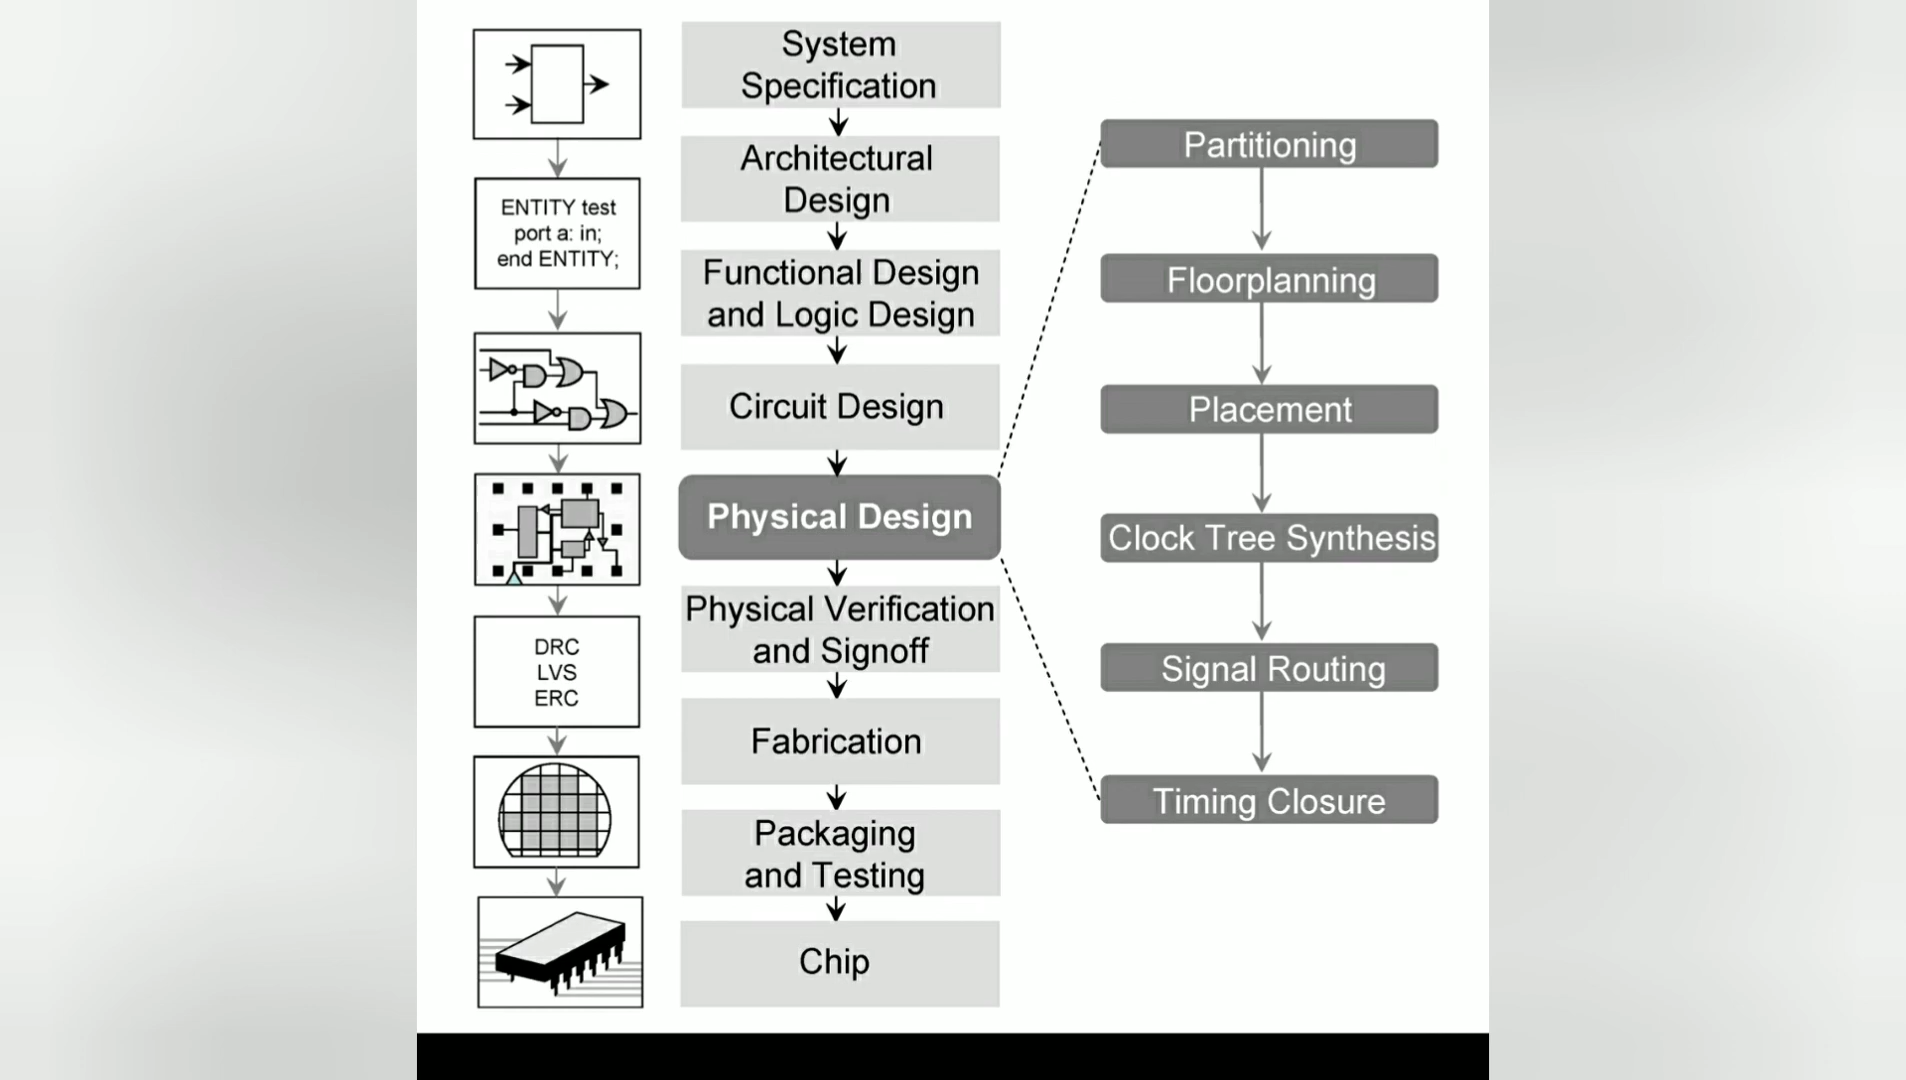 ENTITY test
port a: in;
end ENTITY;
DRC
LVS
ERC
System
Specification
Architectural
Design
Functional Design
and Logic Design
Circuit Design
Physical Design
Physical Verification
and Signoff
Fabrication
Packaging
and Testing
Chip
Partitioning
Floorplanning
Placement
Clock Tree Synthesis
Signal Routing
Timing Closure